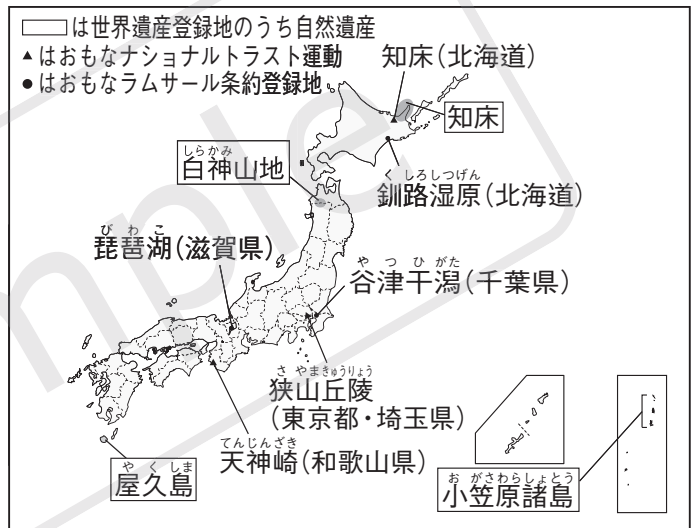 は世界遺産登録地のうち自然遺産
▲はおもなナショナルトラスト運動
●はおもなラムサール条約登録地
知床(北海道)
知床
しらかみ
白神山地
くしろしつげん
釧路湿原(北海道)
びわこ
琵琶湖(滋賀県)
やつひがた
谷津干潟(千葉県)
さやまきゅうりょう
狭山丘陵
(東京都・埼玉県)
てんじんざき
天神崎(和歌山県)
やくしま
屋久島
おがさわらしょとう
小笠原諸島